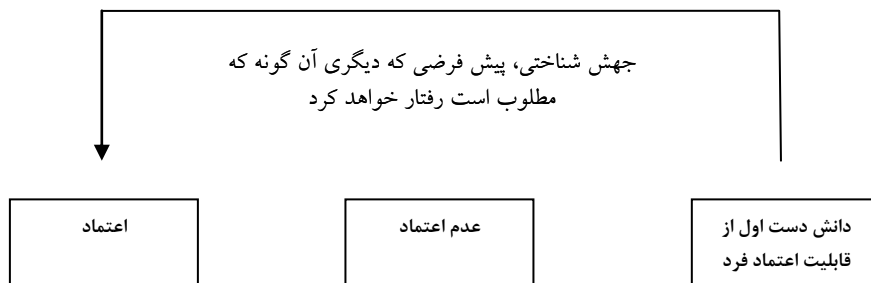 جهش شناختی، پیش فرضی که دیگری آن گونه که
مطلوب است رفتار خواهد کرد
دانش دست اول از
قابلیت اعتماد فرد
عدم اعتماد
اعتماد